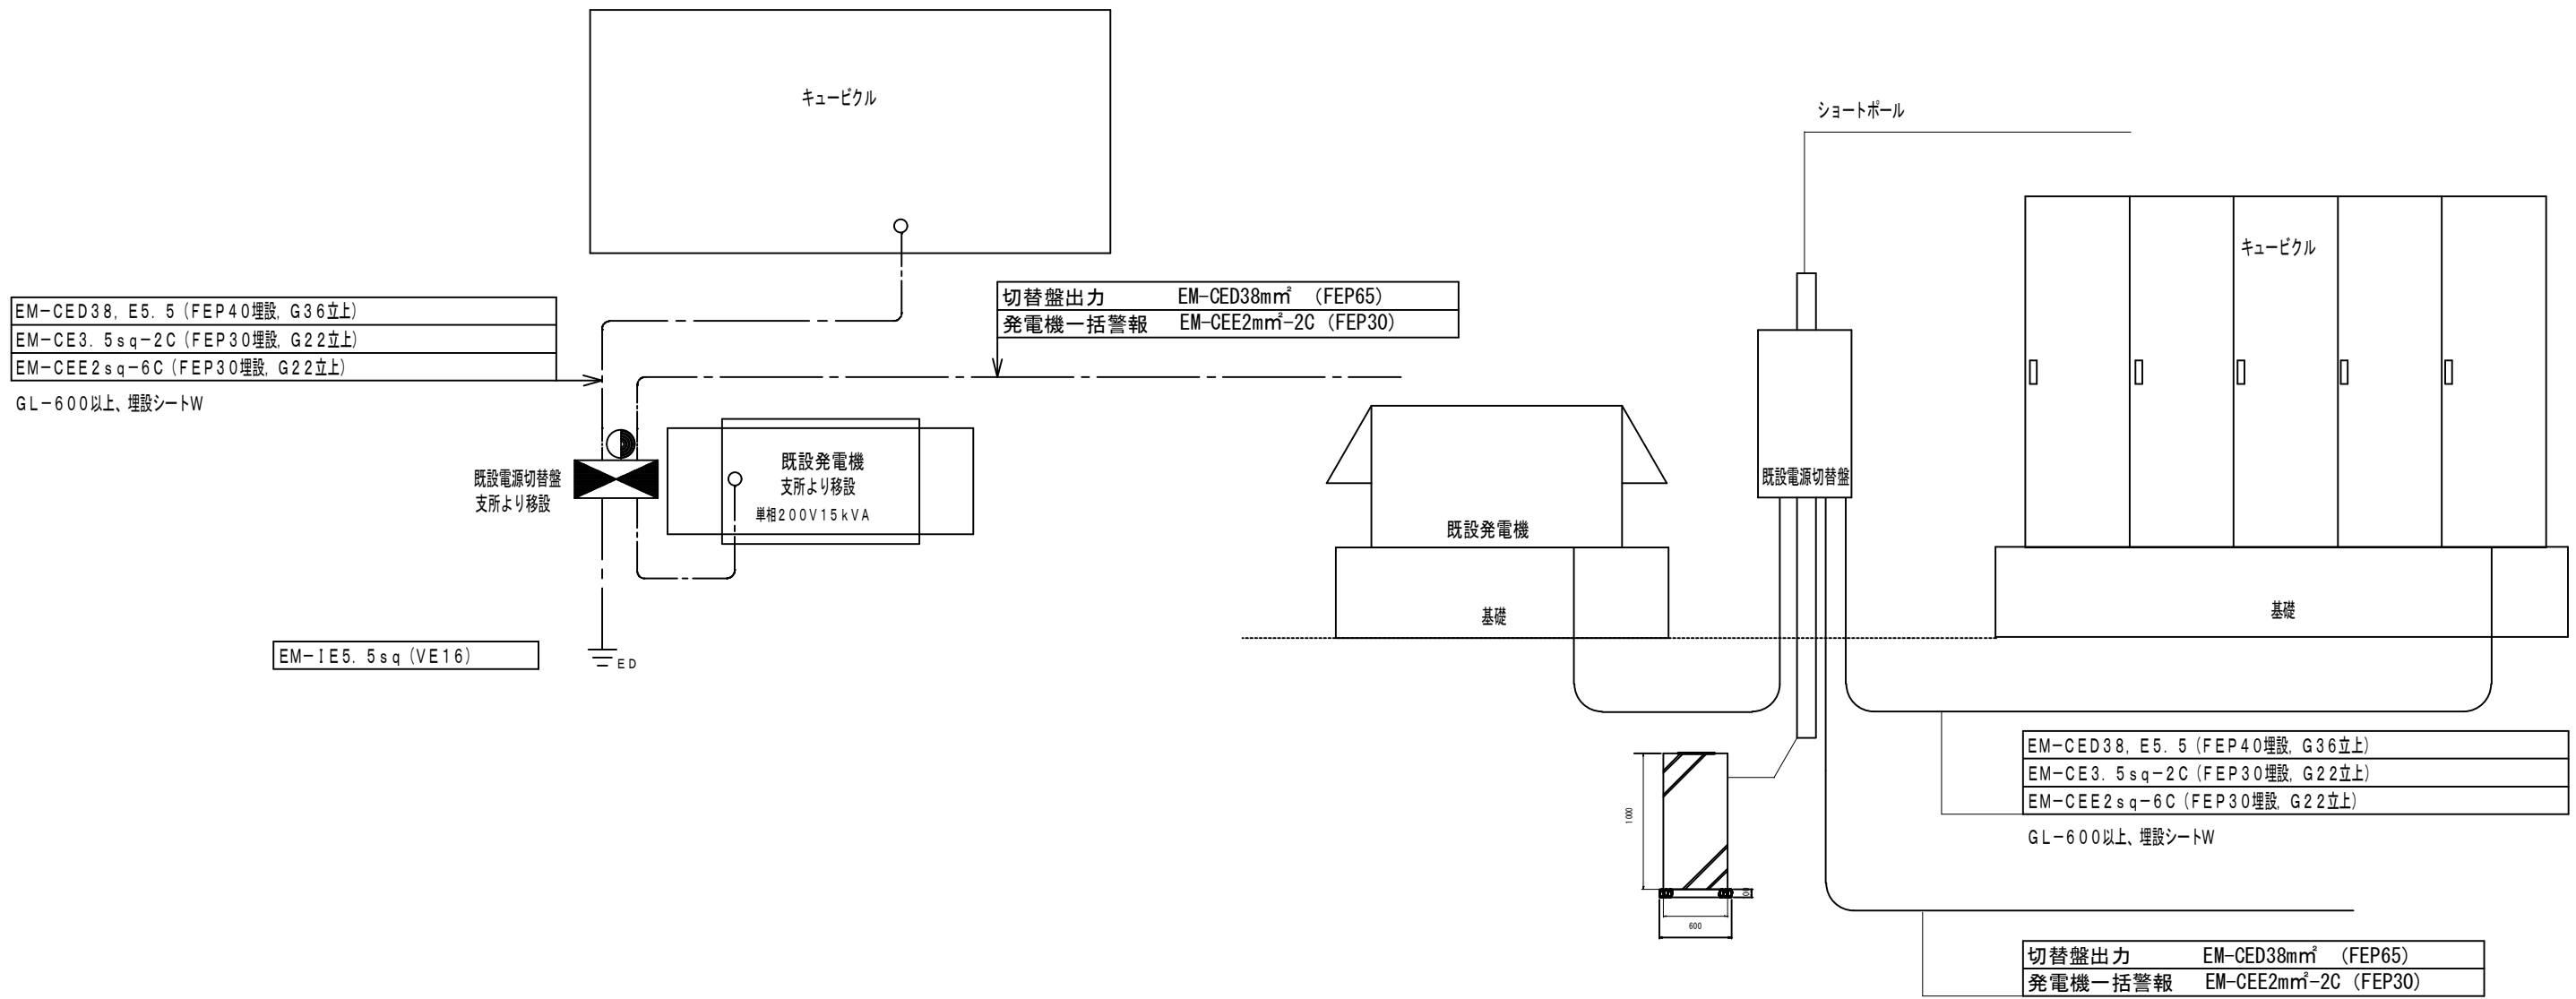 キュービクル
EM-CED38, E5. 5 (FEP40埋設, G36立上)
EM-CE3. 5sq-2C (FEP30埋設, G22立上)
EM-CEE2sq-6C (FEP30埋設, G22立上)
GL-600以上、埋設シートW
切替盤出力 EM-CED38m㎡ (FEP65)
発電機一括警報 EM-CEE2m㎡-2C (FEP30)
既設電源切替盤
支所より移設
既設発電機
支所より移設
単相200V15kVA
EM-IE5. 5sq (VE16)
ED
ショートポール
キュービクル
既設電源切替盤
既設発電機
基礎
基礎
EM-CED38, E5. 5 (FEP40埋設, G36立上)
EM-CE3. 5sq-2C (FEP30埋設, G22立上)
EM-CEE2sq-6C (FEP30埋設, G22立上)
GL-600以上、埋設シートW
1000
600
切替盤出力 EM-CED38m㎡ (FEP65)
発電機一括警報 EM-CEE2m㎡-2C (FEP30)